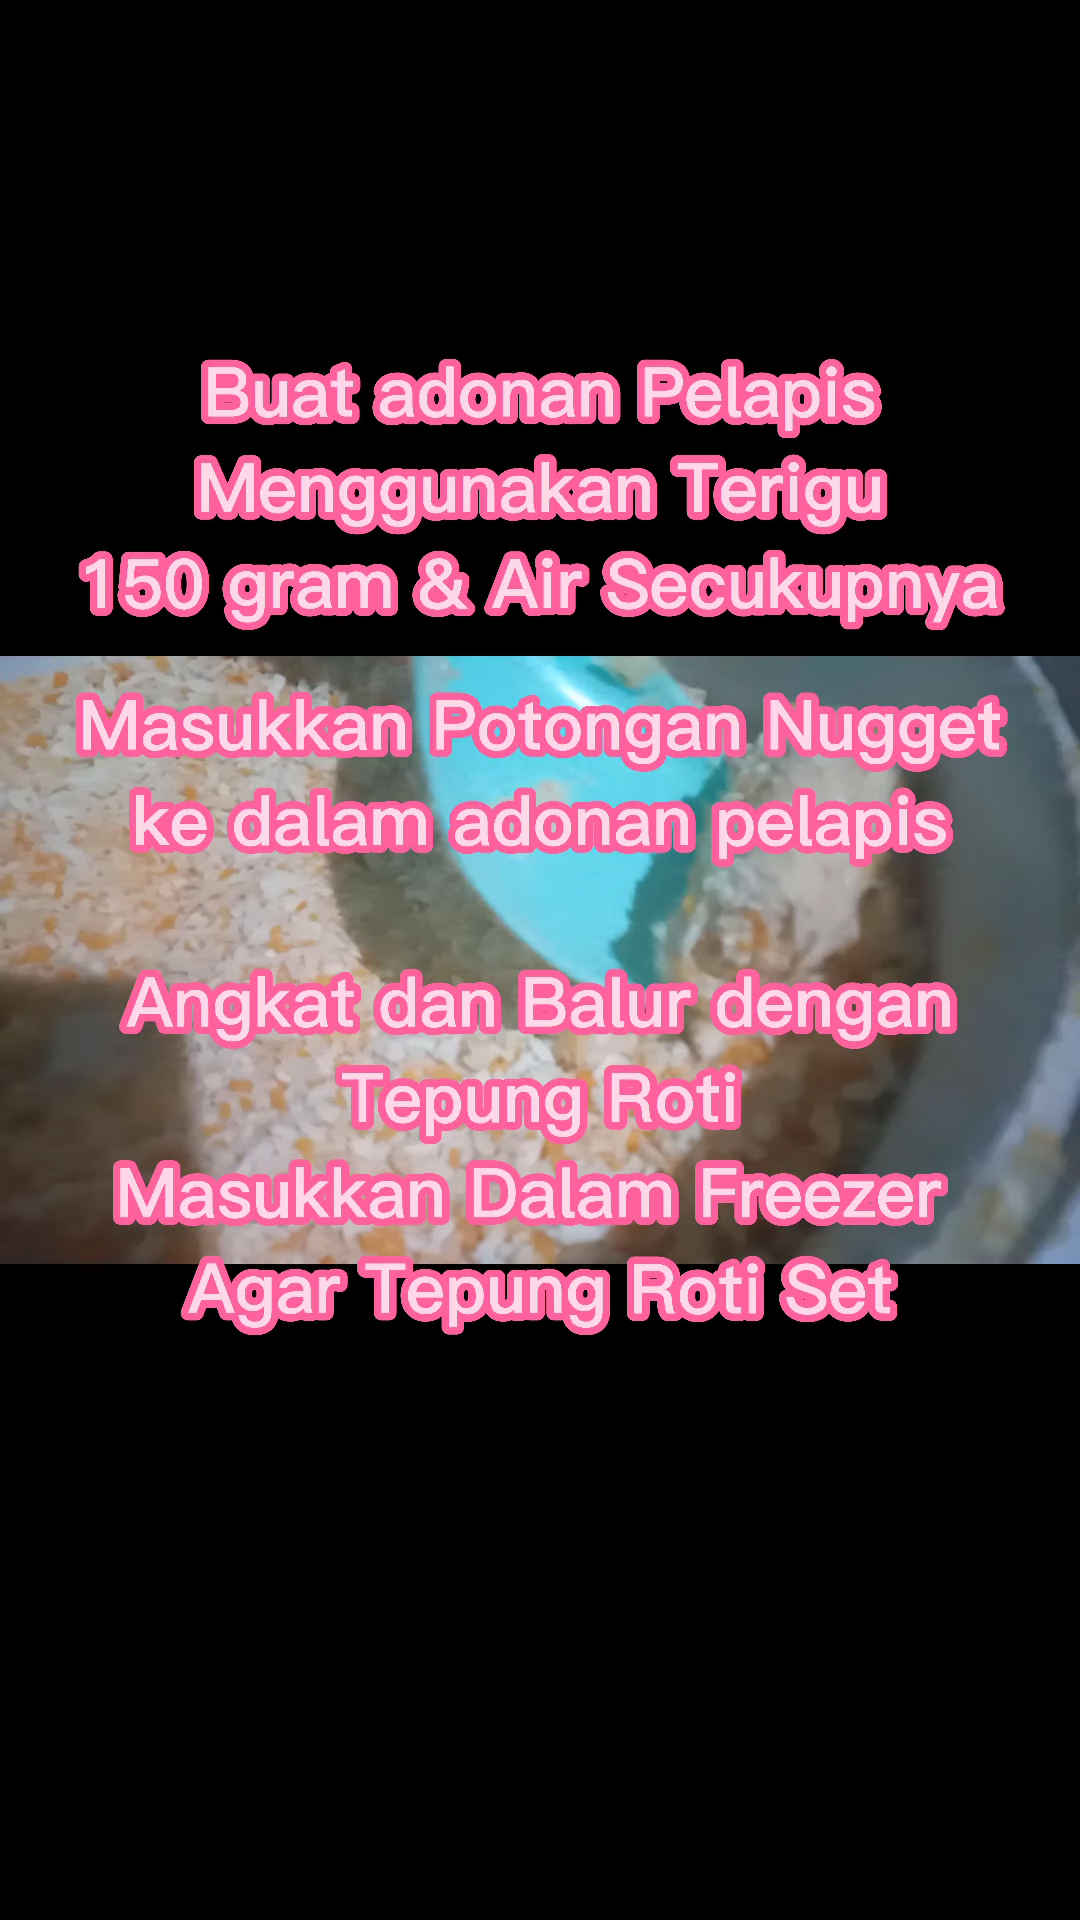 Buat adonan Pelapis
Menggunakan Terigu
150 gram & Air Secukupnya
Masukkan Potongan Nugget
ke dalam adonan pelapis
Angkat dan Balur dengan
Tepung Roti
Masukkan Dalam Freezer
Agar Tepung Roti Set